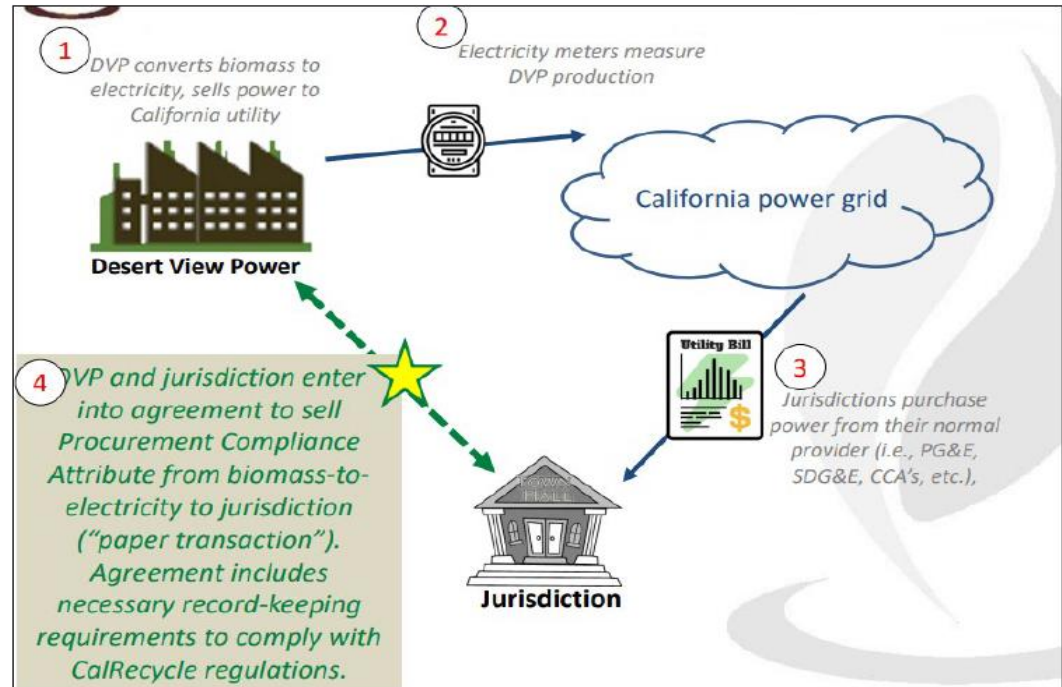 1
DVP converts biomass to
electricity, sells power to
California utility
2
Electricity meters measure
DVP production
California power grid
Desert View Power
Utility Bill
$
3
Jurisdictions purchase
power from their normal
provider (i.e., PG&E,
SDG&E, CCA's, etc.),
4
DVP and jurisdiction enter
into agreement to sell
Procurement Compliance
Attribute from biomass-to-
electricity to jurisdiction
("paper transaction").
Agreement includes
necessary record-keeping
requirements to comply with
CalRecycle regulations.
TOWN
HALL
Jurisdiction